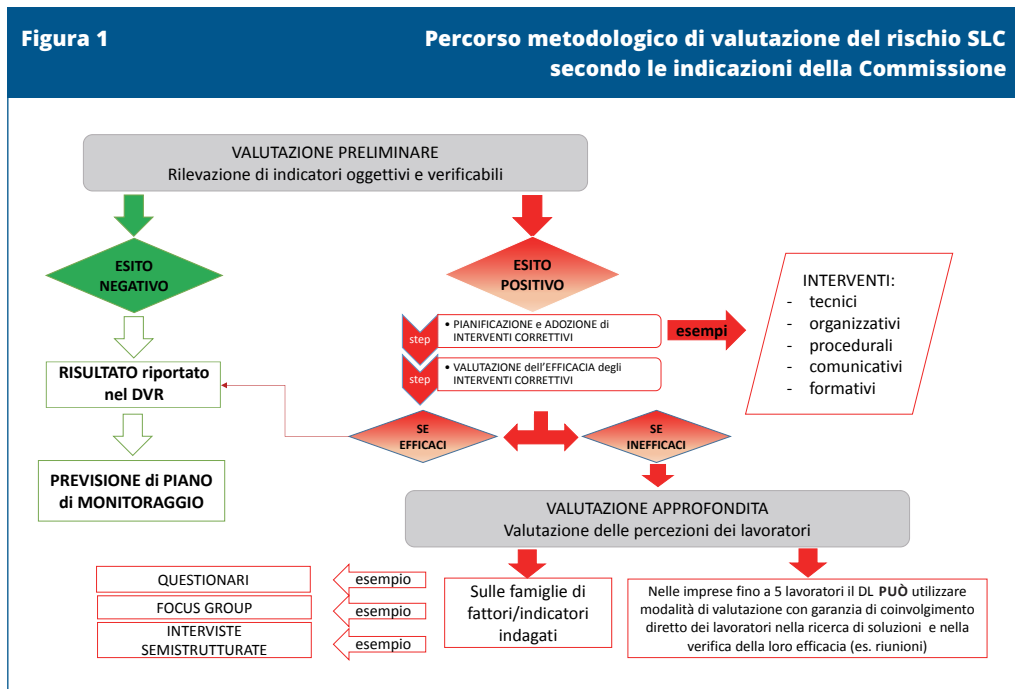 Figura 1
Percorso metodologico di valutazione del rischio SLC
secondo le indicazioni della Commissione
VALUTAZIONE PRELIMINARE
Rilevazione di indicatori oggettivi e verificabili
ESITO
NEGATIVO
ESITO
POSITIVO
step
• PIANIFICAZIONE e ADOZIONE di
INTERVENTI CORRETTIVI
esempi
INTERVENTI:
- tecnici
- organizzativi
- procedurali
- comunicativi
- formativi
step
• VALUTAZIONE dell'EFFICACIA degli
INTERVENTI CORRETTIVI
RISULTATO riportato
nel DVR
SE
EFFICACI
SE
INEFFICACI
PREVISIONE di PIANO
di MONITORAGGIO
VALUTAZIONE APPROFONDITA
Valutazione delle percezioni dei lavoratori
QUESTIONARI
esempio
FOCUS GROUP
esempio
INTERVISTE
SEMISTRUTTURATE
esempio
Sulle famiglie di
fattori/indicatori
indagati
Nelle imprese fino a 5 lavoratori il DL PUÒ utilizzare
modalità di valutazione con garanzia di coinvolgimento
diretto dei lavoratori nella ricerca di soluzioni e nella
verifica della loro efficacia (es. riunioni)